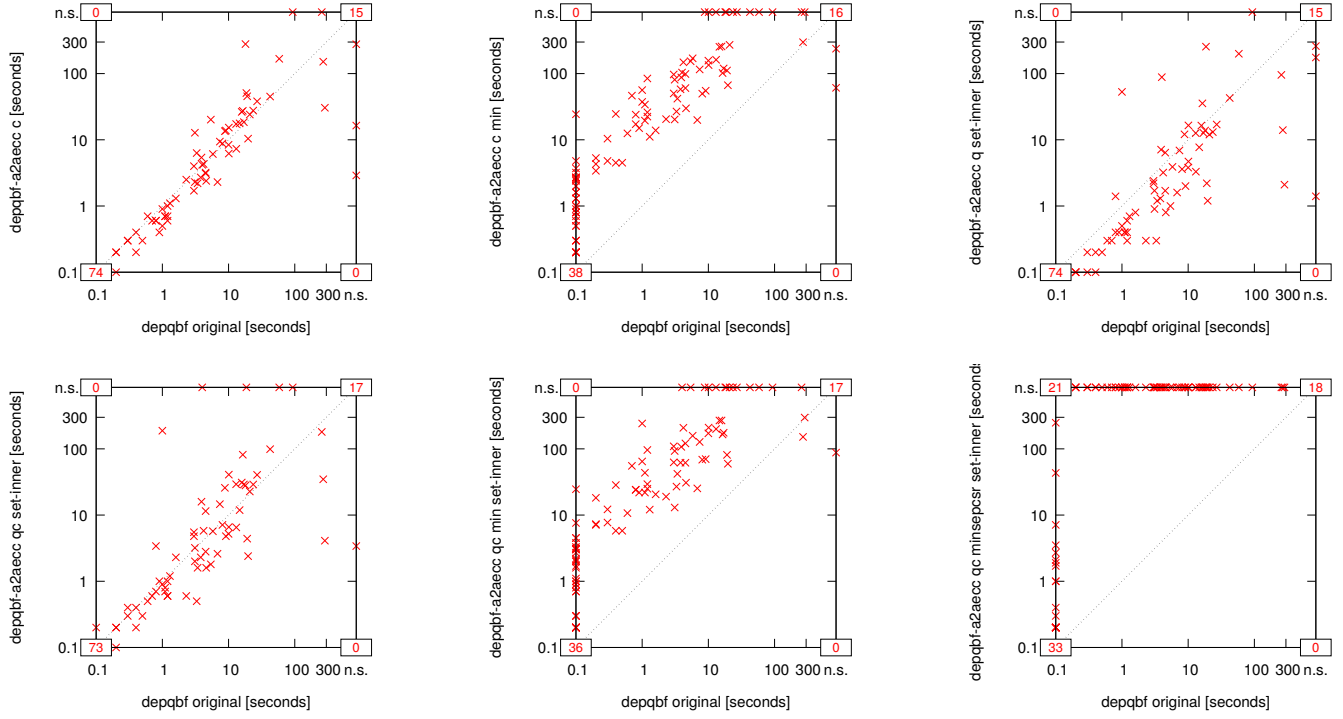 n.s. 0 15
300
100
10
1
0.1 74 0
0.1 1 10 100 300 n.s.
depqbf original [seconds]
depqbf-a2aecc c [seconds]
n.s. 0 16
300
100
10
1
0.1 38 0
0.1 1 10 100 300 n.s.
depqbf original [seconds]
depqbf-a2aecc c min [seconds]
n.s. 0 15
300
100
10
1
0.1 74 0
0.1 1 10 100 300 n.s.
depqbf original [seconds]
depqbf-a2aecc q set-inner [seconds]
n.s. 0 17
300
100
10
1
0.1 73 0
0.1 1 10 100 300 n.s.
depqbf original [seconds]
depqbf-a2aecc qc set-inner [seconds]
n.s. 0 17
300
100
10
1
0.1 36 0
0.1 1 10 100 300 n.s.
depqbf original [seconds]
depqbf-a2aecc qc min set-inner [seconds]
n.s. 21 18
300
100
10
1
0.1 33 0
0.1 1 10 100 300 n.s.
depqbf original [seconds]
depqbf-a2aecc qc minsepcsr set-inner [second